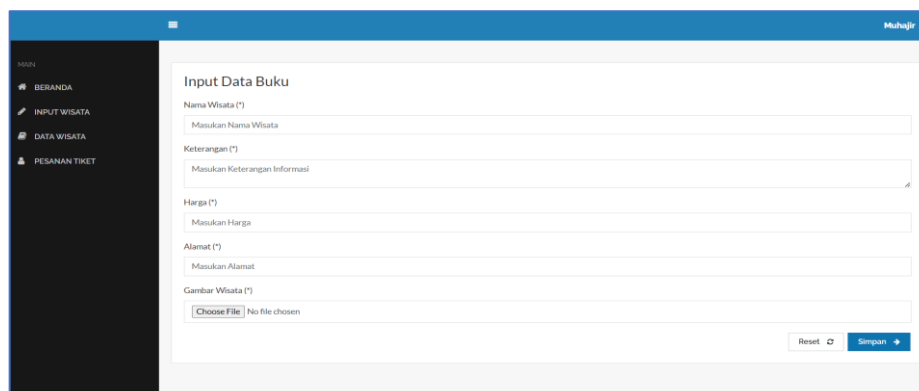 Muhajir
MAIN
BERANDA
INPUT WISATA
DATA WISATA
PESANAN TIKET
Input Data Buku
Nama Wisata (*)
Masukan Nama Wisata
Keterangan (*)
Masukan Keterangan Informasi
Harga (*)
Masukan Harga
Alamat (*)
Masukan Alamat
Gambar Wisata (*)
Choose File No file chosen
Reset Simpan